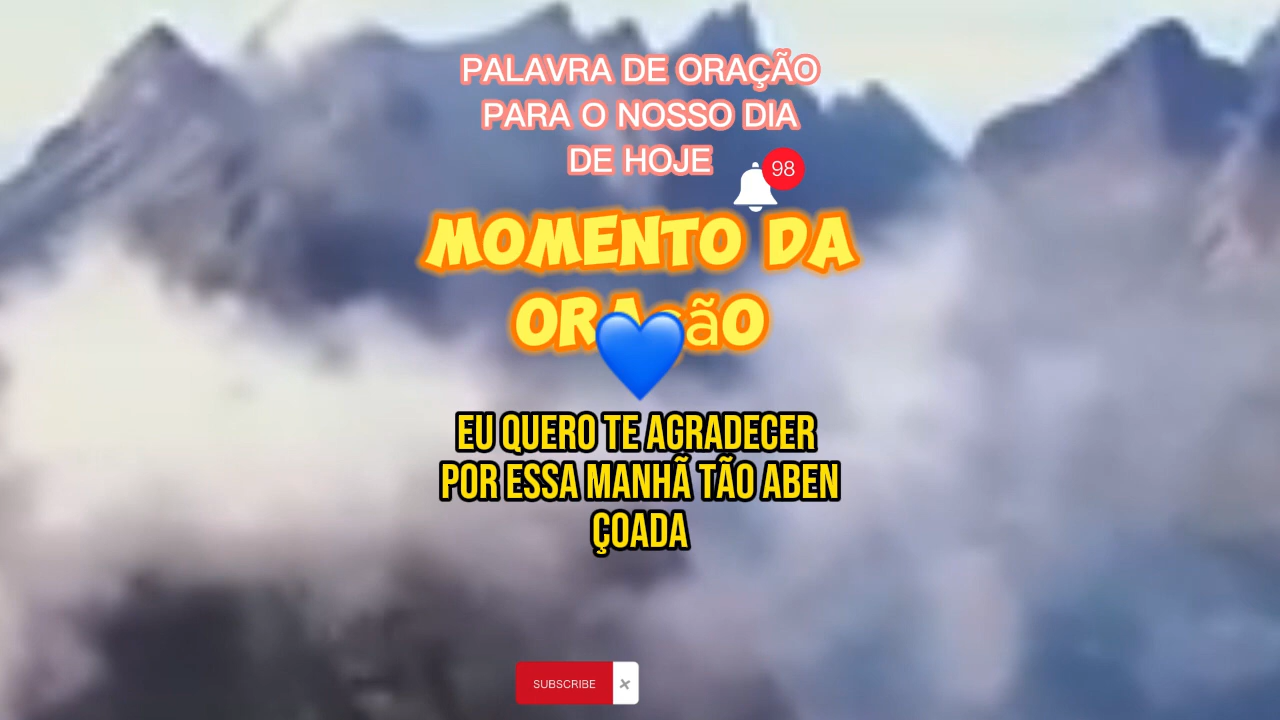 PALAVRA DE ORAÇÃO
PARA O NOSSO DIA
DE HOJE
98
MOMENTO DA
ORAÇÃO
EU QUERO TE AGRADECER
POR ESSA MANHÃ TÃO ABEN
ÇOADA
SUBSCRIBE